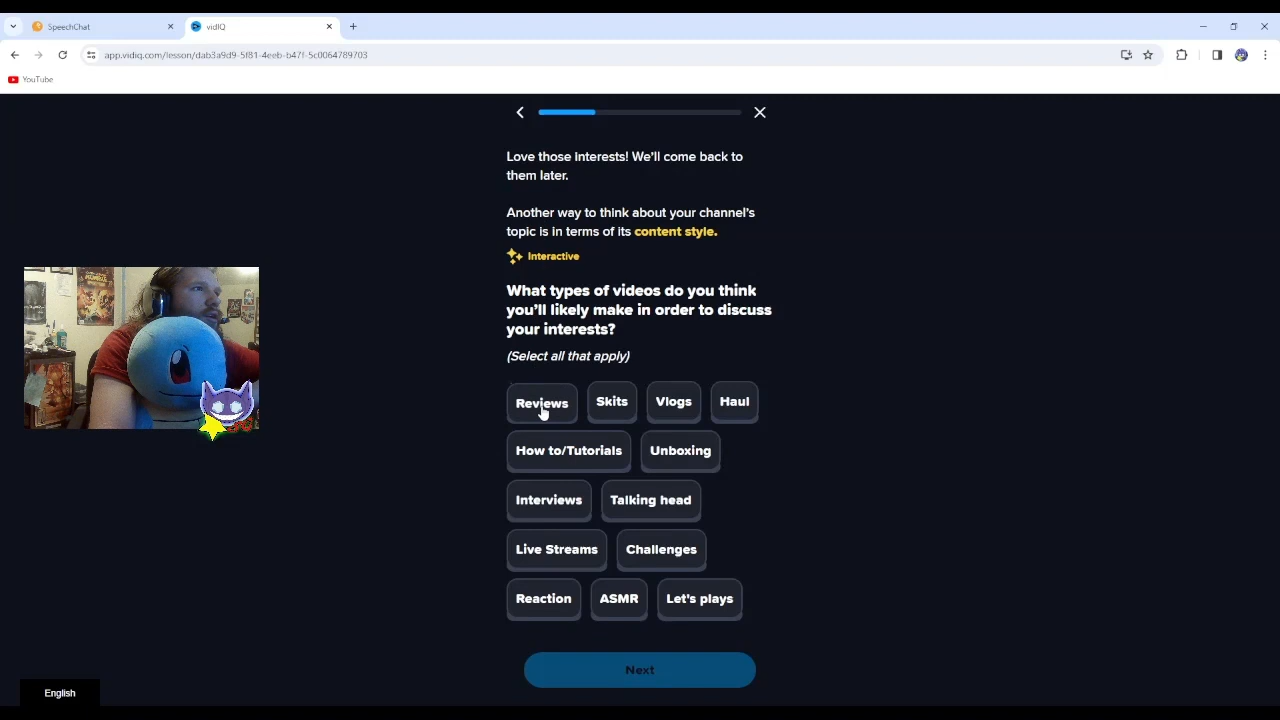 SpeechChat
vidIQ
app.vidiq.com/lesson/dab3a9d9-5f81-4eeb-b47f-5c0064789703
YouTube
Love those interests! We'll come back to
them later.
Another way to think about your channel's
topic is in terms of its content style.
Interactive
What types of videos do you think
you'll likely make in order to discuss
your interests?
(Select all that apply)
Reviews Skits Vlogs Haul
How to/Tutorials Unboxing
Interviews Talking head
Live Streams Challenges
Reaction ASMR Let's plays
Next
English